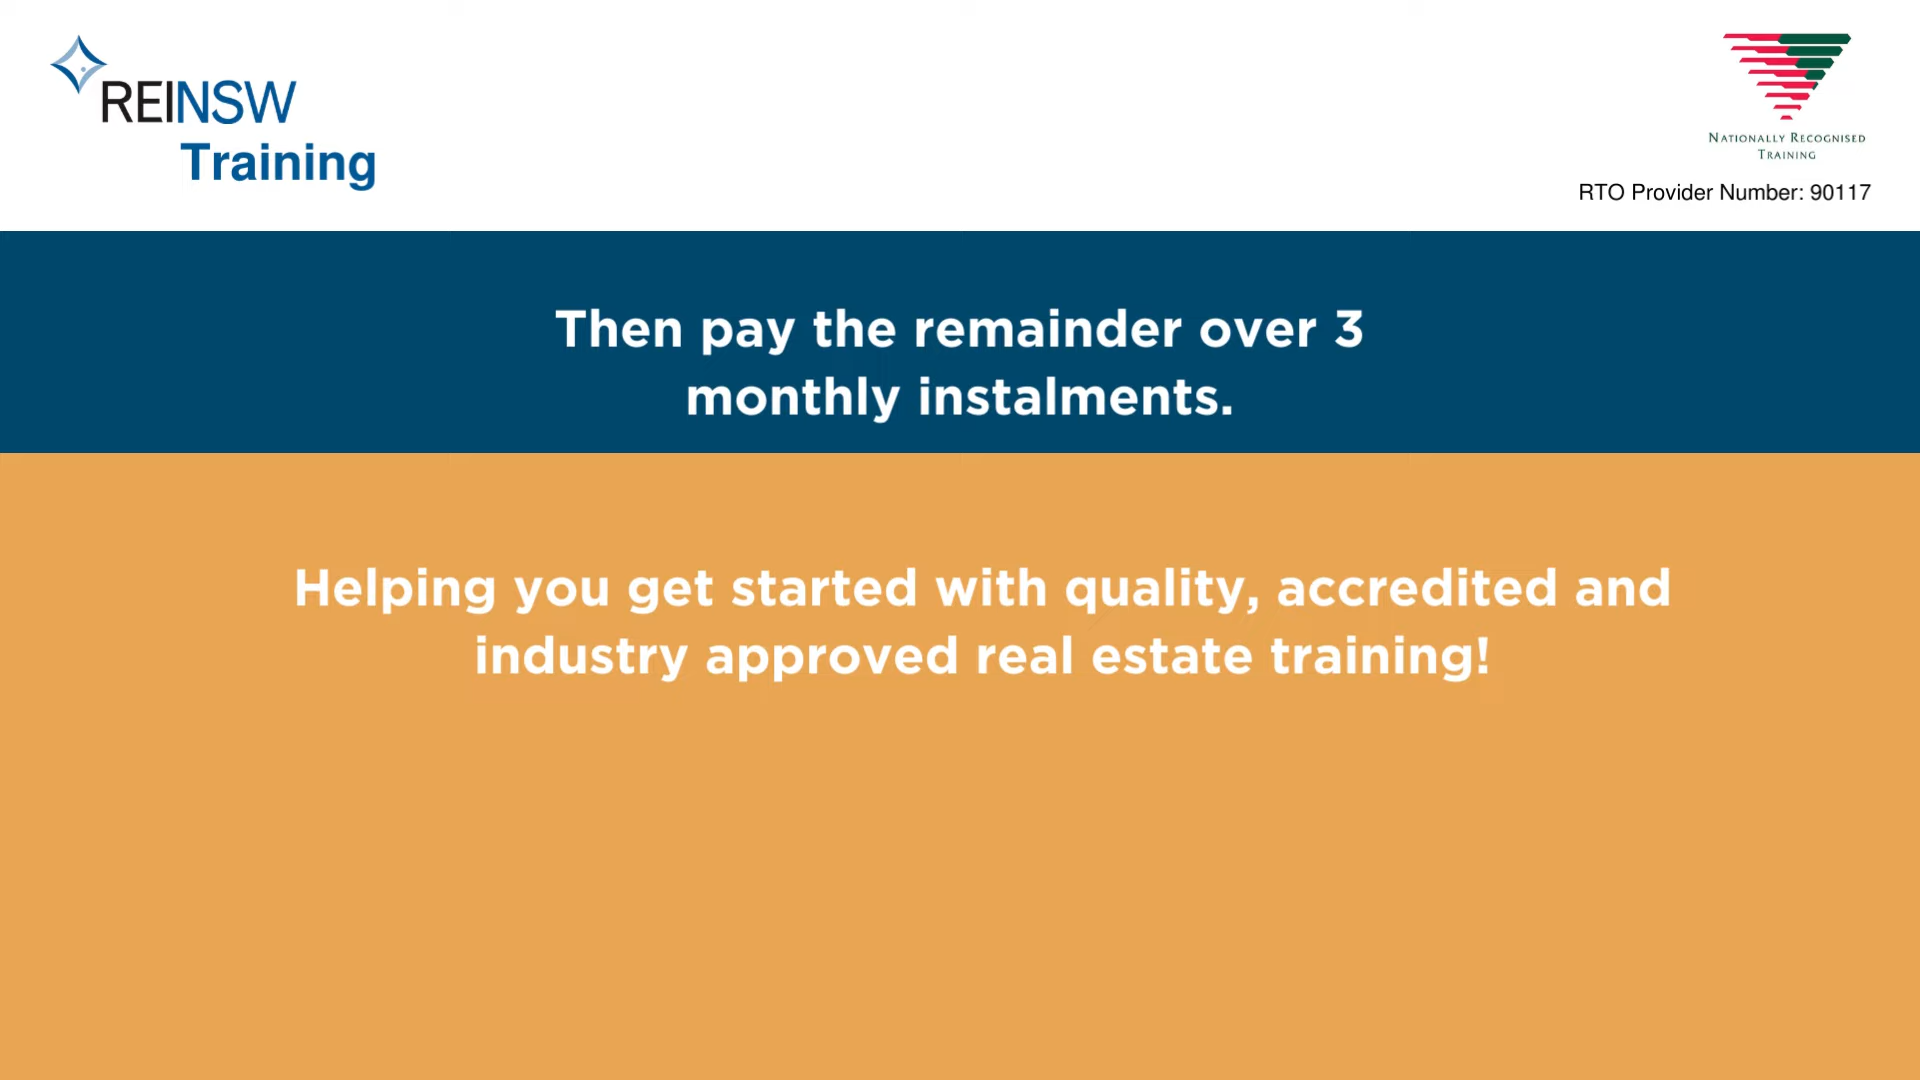 REINSW
Training
NATIONALLY RECOGNISED
TRAINING
RTO Provider Number: 90117
Then pay the remainder over 3
monthly instalments.
Helping you get started with quality, accredited and
industry approved real estate training!